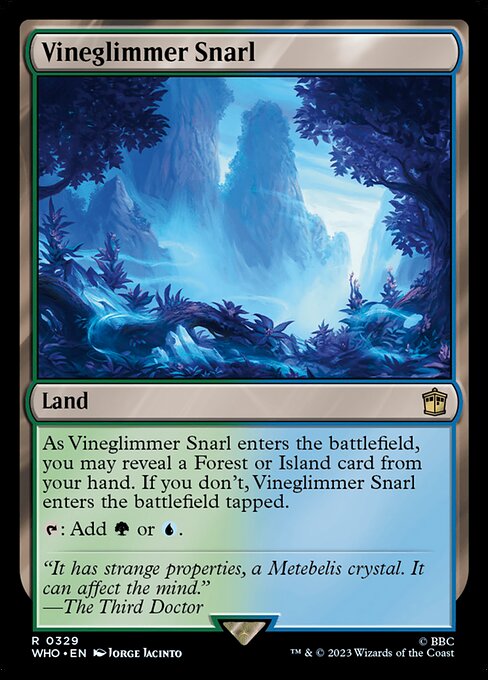 Vineglimmer Snarl
Land
As Vineglimmer Snarl enters the battlefield,
you may reveal a Forest or Island card from
your hand. If you don't, Vineglimmer Snarl
enters the battlefield tapped.
: Add or .
"It has strange properties, a Metebelis crystal. It
can affect the mind."
—The Third Doctor
R 0329
WHO • EN Jorge Jacinto
© BBC
™ & © 2023 Wizards of the Coast